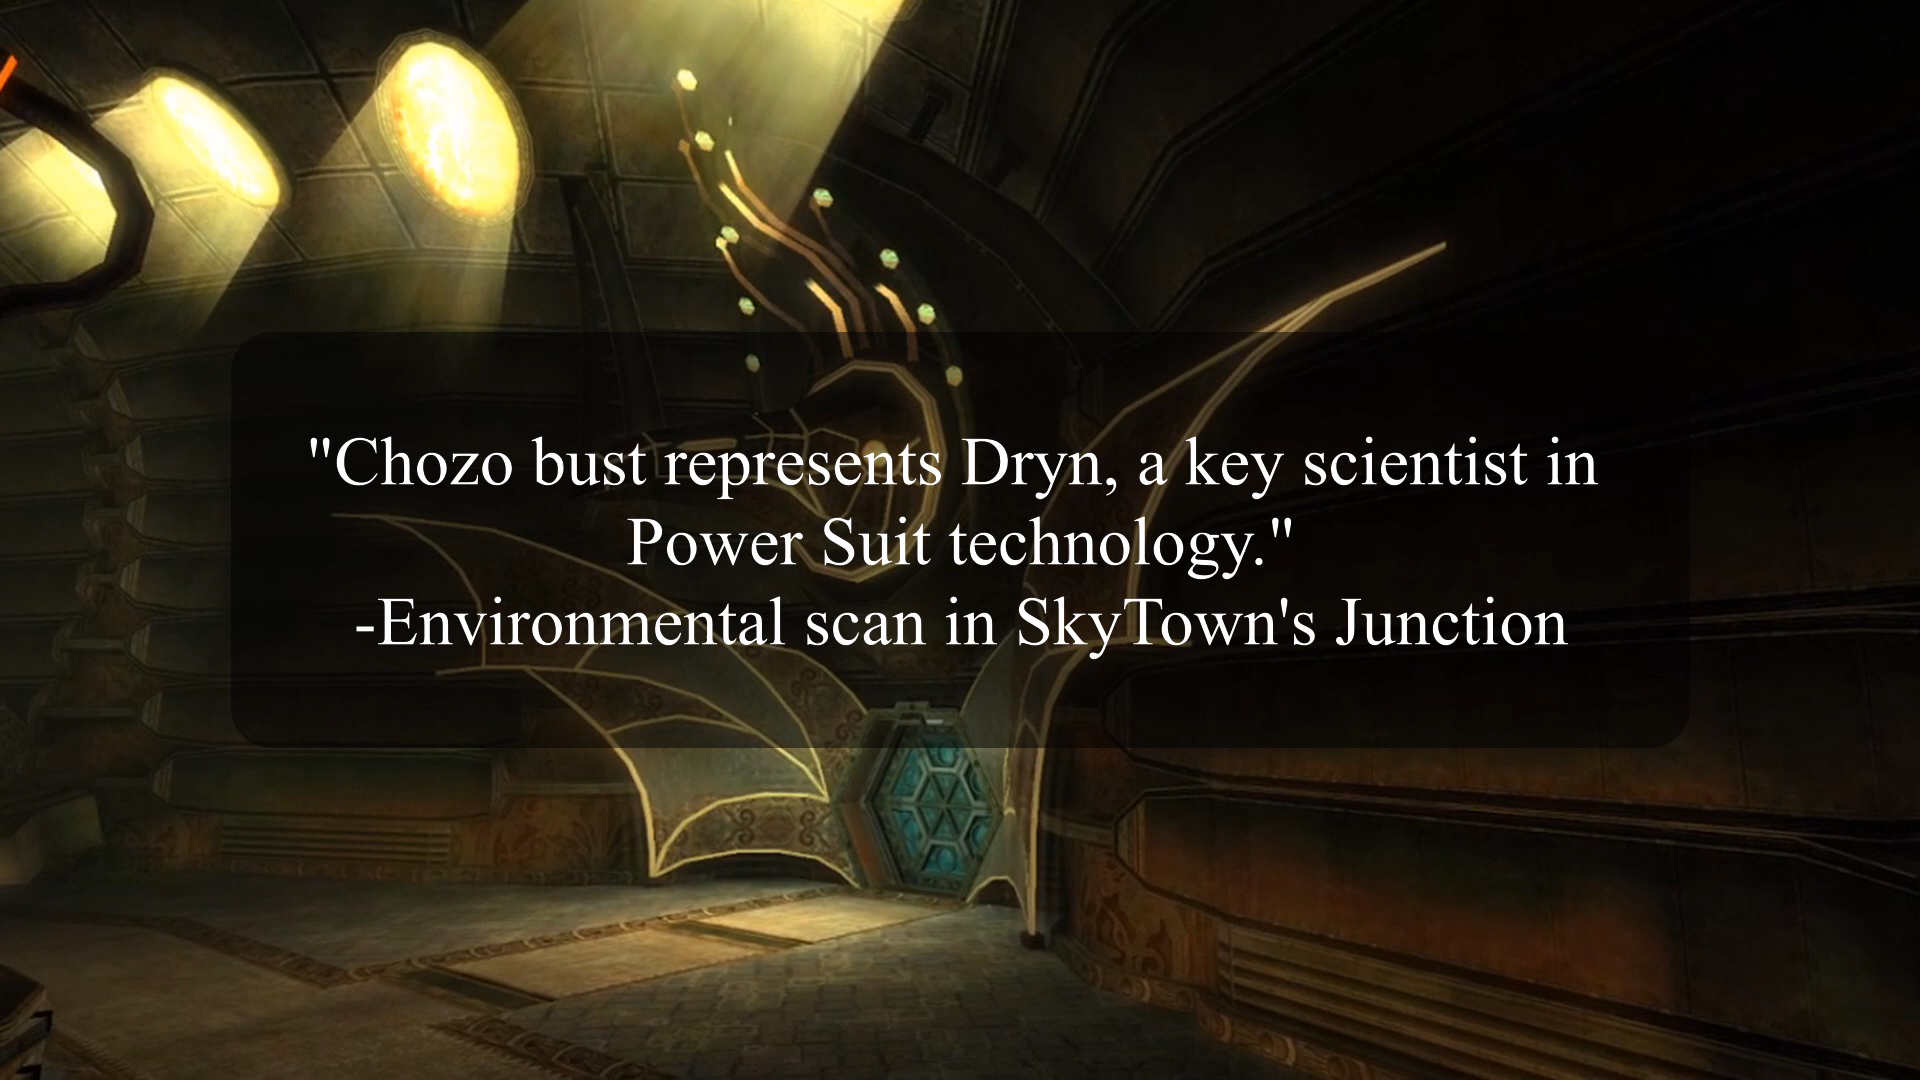 "Chozo bust represents Dryn, a key scientist in
Power Suit technology."
-Environmental scan in SkyTown's Junction